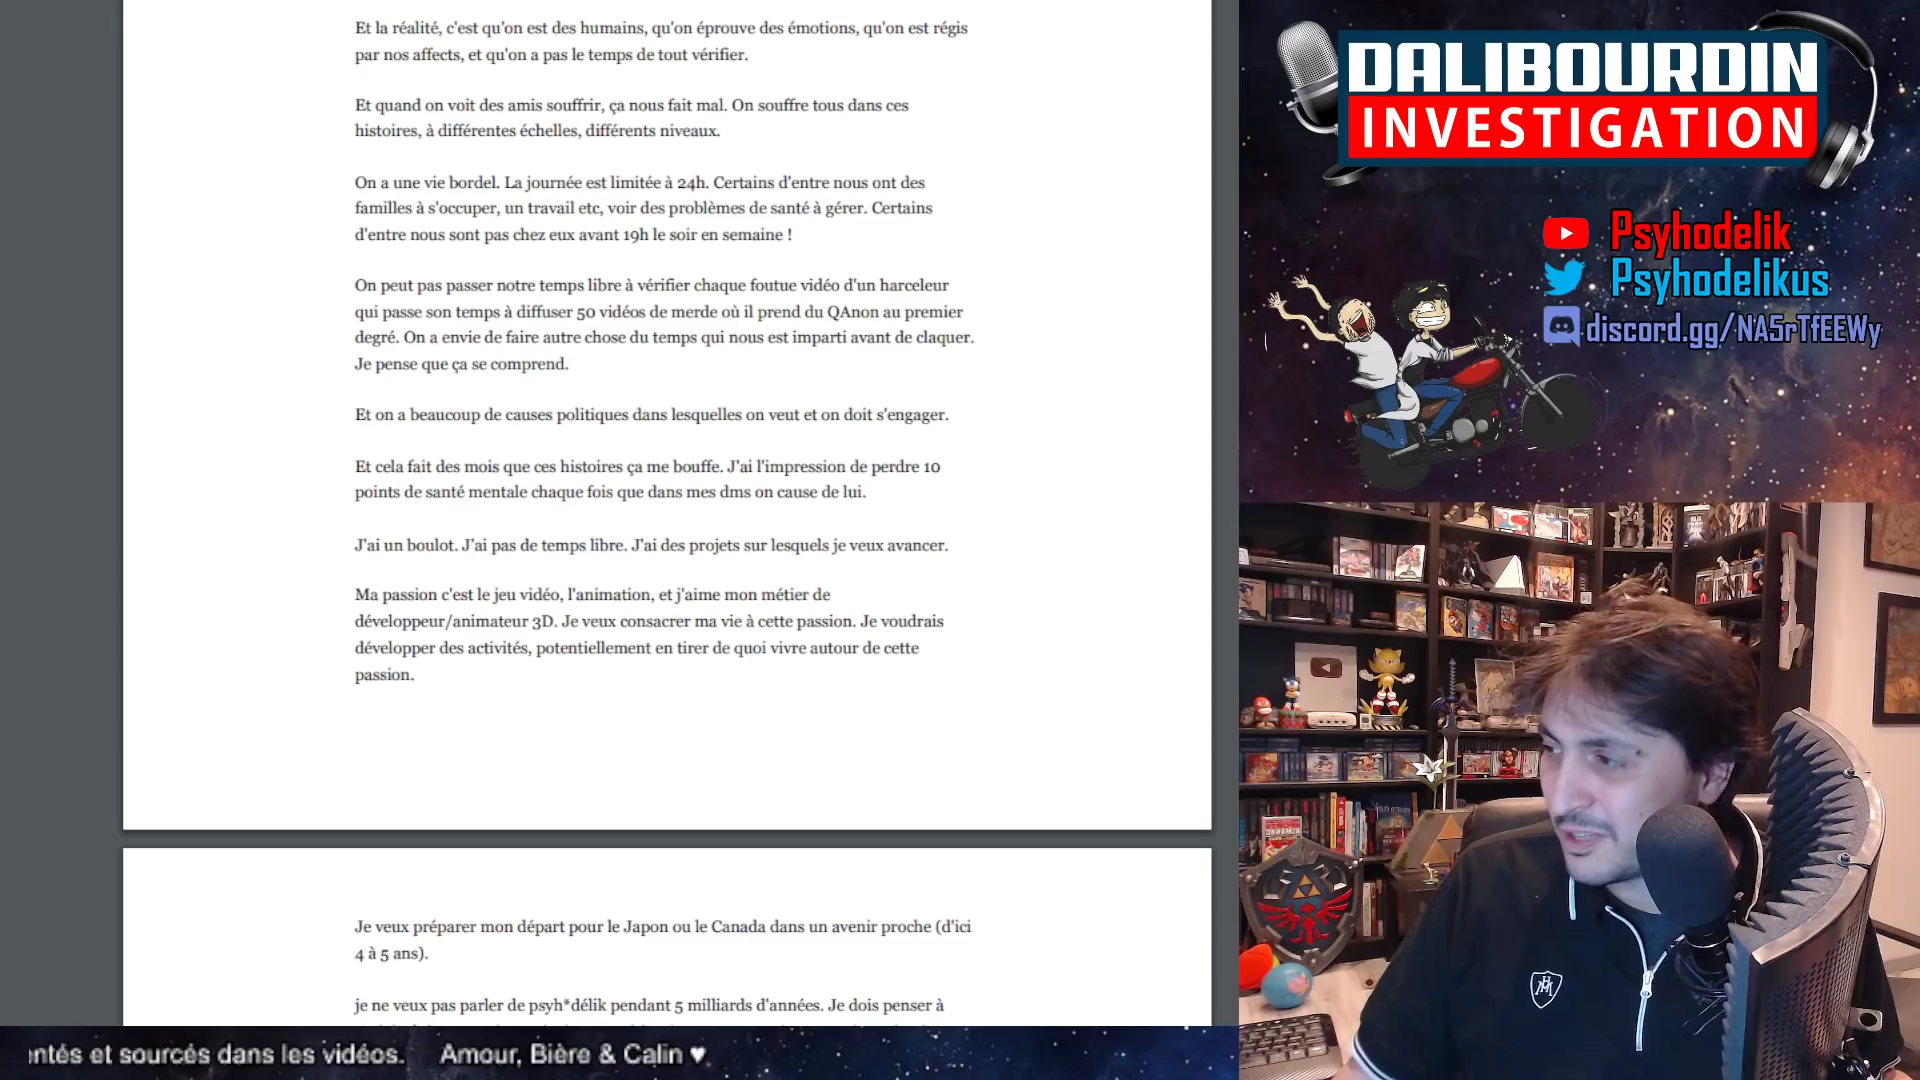 Et la réalité, c'est qu'on est des humains, qu'on éprouve des émotions, qu'on est régis
par nos affects, et qu'on a pas le temps de tout vérifier.
Et quand on voit des amis souffrir, ça nous fait mal. On souffre tous dans ces
histoires, à différentes échelles, différents niveaux.
On a une vie bordel. La journée est limitée à 24h. Certains d'entre nous ont des
familles à s'occuper, un travail etc, voir des problèmes de santé à gérer. Certains
d'entre nous sont pas chez eux avant 19h le soir en semaine !
On peut pas passer notre temps libre à vérifier chaque foutue vidéo d'un harceleur
qui passe son temps à diffuser 50 vidéos de merde où il prend du QAnon au premier
degré. On a envie de faire autre chose du temps qui nous est imparti avant de claquer.
Je pense que ça se comprend.
Et on a beaucoup de causes politiques dans lesquelles on veut et on doit s'engager.
Et cela fait des mois que ces histoires ça me bouffe. J'ai l'impression de perdre 10
points de santé mentale chaque fois que dans mes dms on cause de lui.
J'ai un boulot. J'ai pas de temps libre. J'ai des projets sur lesquels je veux avancer.
Ma passion c'est le jeu vidéo, l'animation, et j'aime mon métier de
développeur/animateur 3D. Je veux consacrer ma vie à cette passion. Je voudrais
développer des activités, potentiellement en tirer de quoi vivre autour de cette
passion.
Je veux préparer mon départ pour le Japon ou le Canada dans un avenir proche (d'ici
4 à 5 ans).
je ne veux pas parler de psyh*délik pendant 5 milliards d'années. Je dois penser à
ntés et sourcés dans les vidéos. Amour, Bière & Calin ♥
DALIBOURDIN
INVESTIGATION
Psyhodelik
Psyhodelikus
discord.gg/NA5rTfEEWy